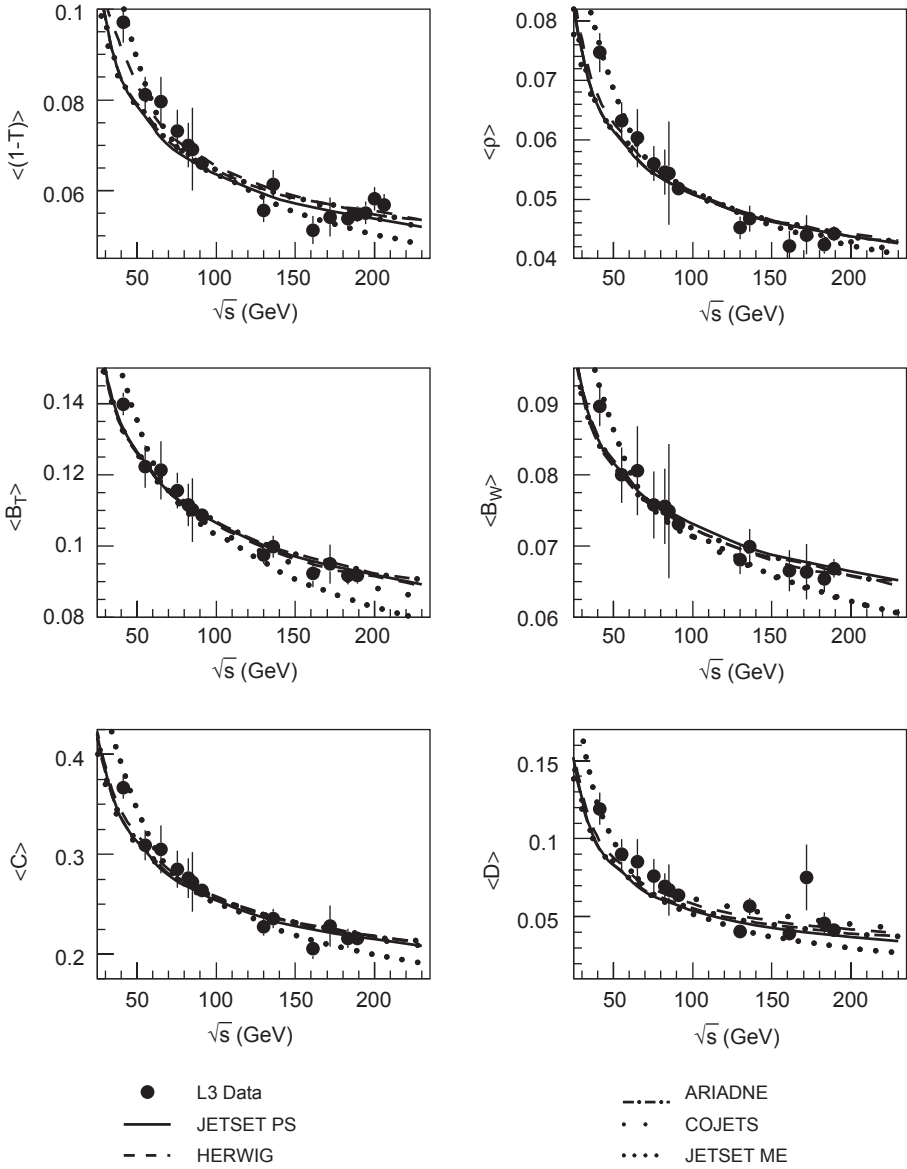 0.1
0.08
0.06
<(1-T)>
50 100 150 200
√s (GeV)
0.08
0.07
0.06
0.05
0.04
<ρ>
50 100 150 200
√s (GeV)
0.14
0.12
0.1
0.08
<B_T>
50 100 150 200
√s (GeV)
0.09
0.08
0.07
0.06
<B_W>
50 100 150 200
√s (GeV)
0.4
0.3
0.2
<C>
50 100 150 200
√s (GeV)
0.15
0.1
0.05
<D>
50 100 150 200
√s (GeV)
L3 Data
JETSET PS
HERWIG
ARIADNE
COJETS
JETSET ME